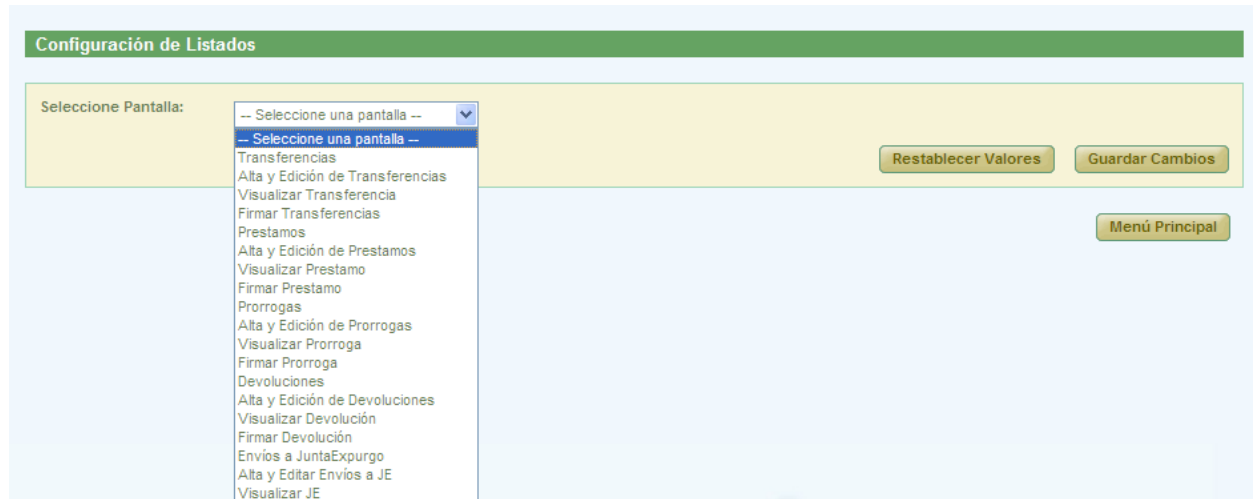 Configuración de Listados
Seleccione Pantalla:
-- Seleccione una pantalla --
-- Seleccione una pantalla --
Transferencias
Alta y Edición de Transferencias
Visualizar Transferencia
Firmar Transferencias
Prestamos
Alta y Edición de Prestamos
Visualizar Prestamo
Firmar Prestamo
Prorrogas
Alta y Edición de Prorrogas
Visualizar Prorroga
Firmar Prorroga
Devoluciones
Alta y Edición de Devoluciones
Visualizar Devolución
Firmar Devolución
Envíos a JuntaExpurgo
Alta y Editar Envíos a JE
Visualizar JE
Restablecer Valores
Guardar Cambios
Menú Principal